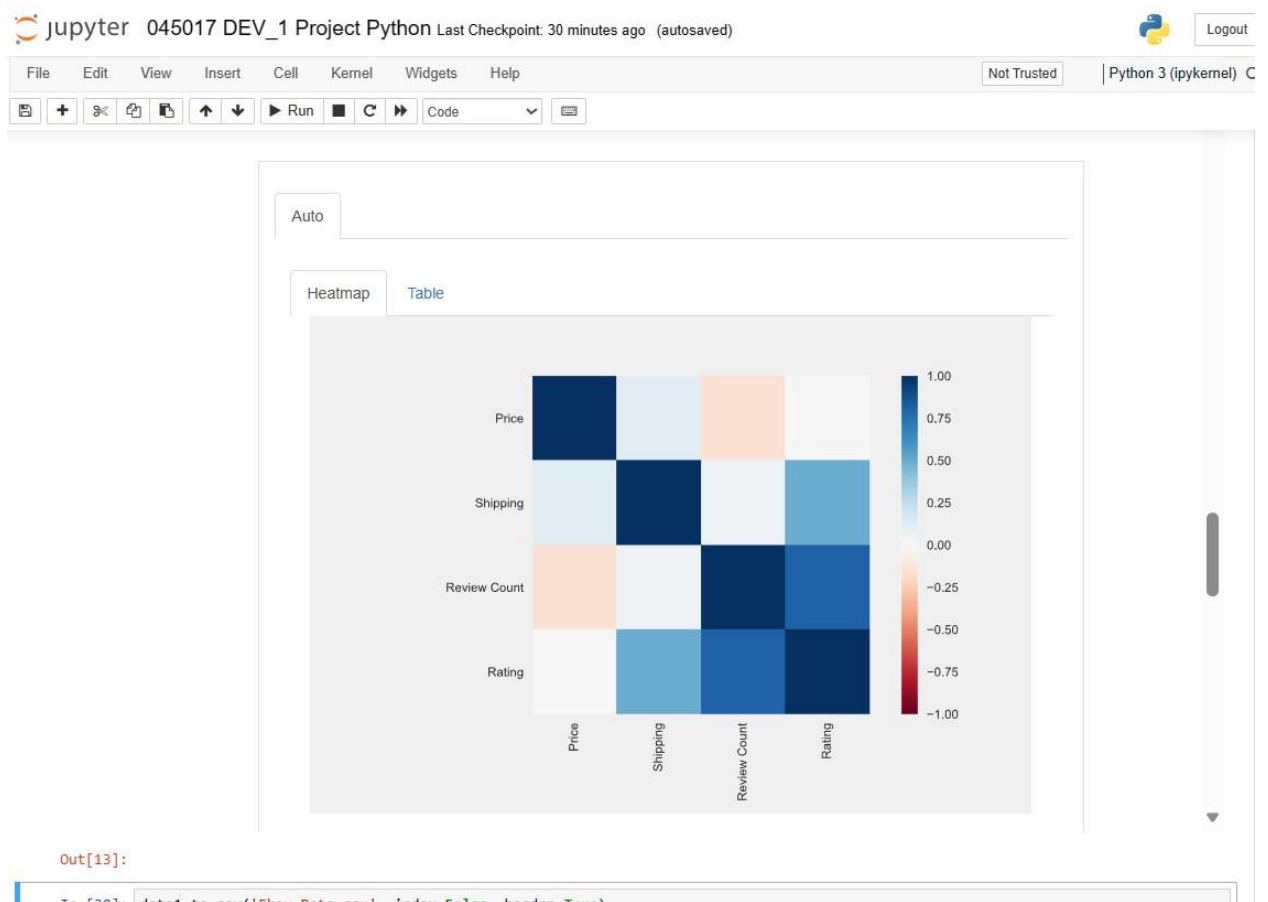 jupyter 045017 DEV_1 Project Python Last Checkpoint: 30 minutes ago (autosaved)
Logout
File Edit View Insert Cell Kernel Widgets Help
Not Trusted
Python 3 (ipykernel)
Run
Code
Auto
Heatmap Table
Price
Shipping
Review Count
Rating
Price
Shipping
Review Count
Rating
1.00
0.75
0.50
0.25
0.00
−0.25
−0.50
−0.75
−1.00
Out[13]: